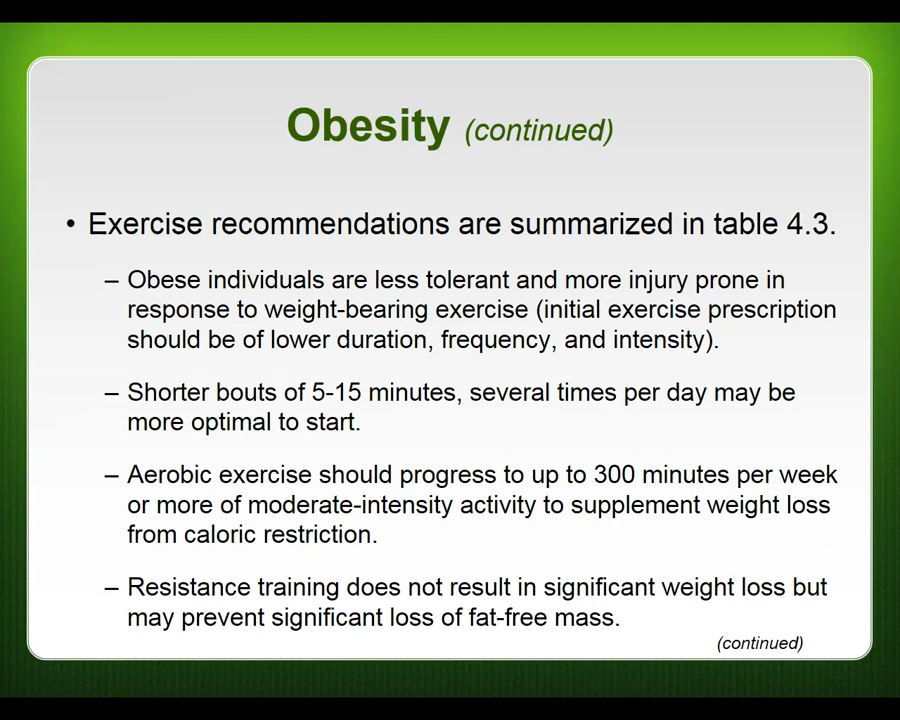 Obesity (continued)
• Exercise recommendations are summarized in table 4.3.
– Obese individuals are less tolerant and more injury prone in
response to weight-bearing exercise (initial exercise prescription
should be of lower duration, frequency, and intensity).
– Shorter bouts of 5-15 minutes, several times per day may be
more optimal to start.
– Aerobic exercise should progress to up to 300 minutes per week
or more of moderate-intensity activity to supplement weight loss
from caloric restriction.
– Resistance training does not result in significant weight loss but
may prevent significant loss of fat-free mass.
(continued)